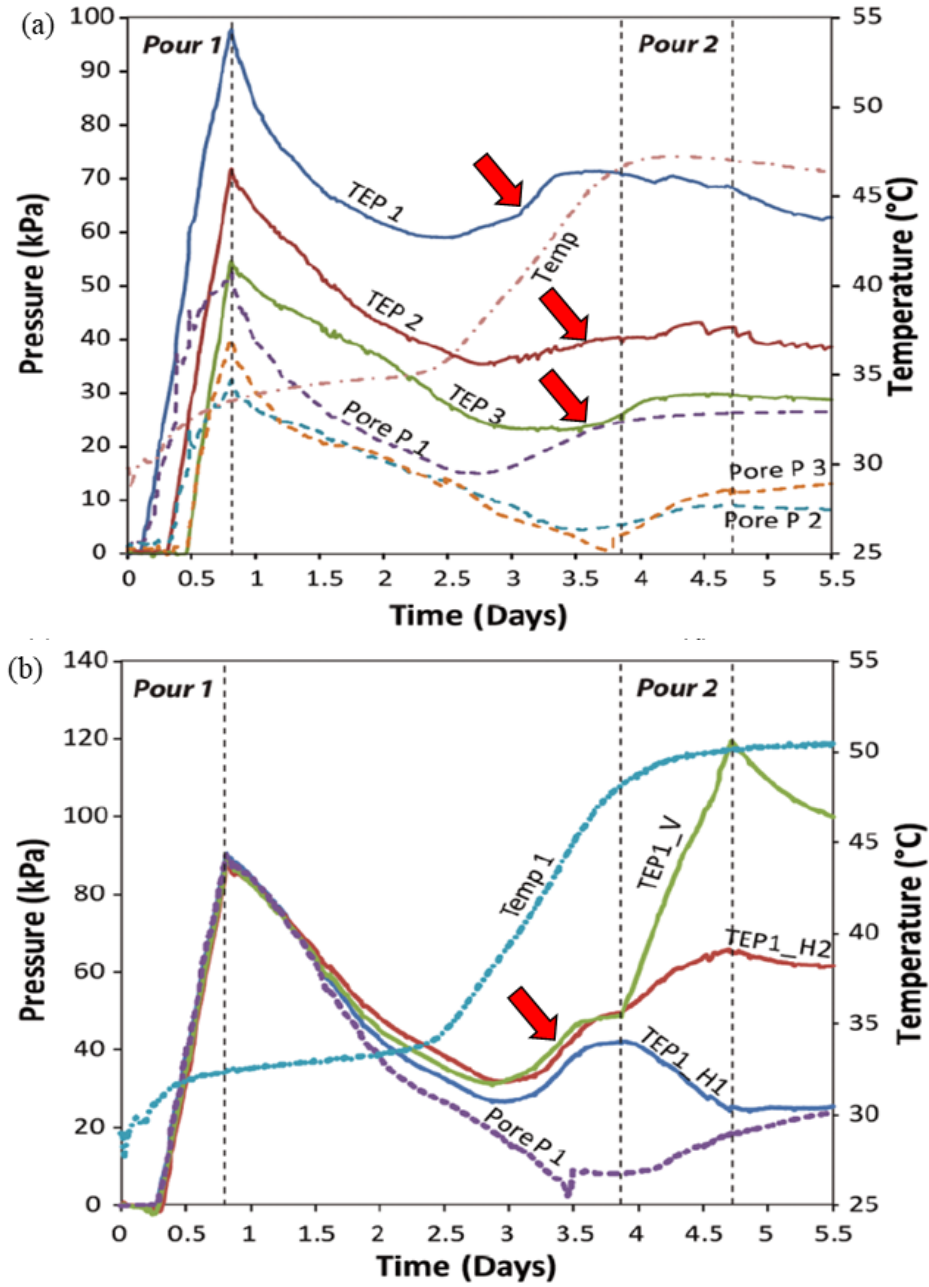 (a)
100
90
80
70
60
50
40
30
20
10
0
Pressure (kPa)
Pour 1
Pour 2
TEP 1
TEP 2
TEP 3
Temp
Pore P 1
Pore P 3
Pore P 2
55
50
45
40
35
30
25
Temperature (°C)
0 0.5 1 1.5 2 2.5 3 3.5 4 4.5 5 5.5
Time (Days)
(b)
140
120
100
80
60
40
20
0
Pressure (kPa)
Pour 1
Pour 2
Temp 1
TEP1_V
TEP1_H2
TEP1_H1
Pore P 1
55
50
45
40
35
30
25
Temperature (°C)
0 0.5 1 1.5 2 2.5 3 3.5 4 4.5 5 5.5
Time (Days)